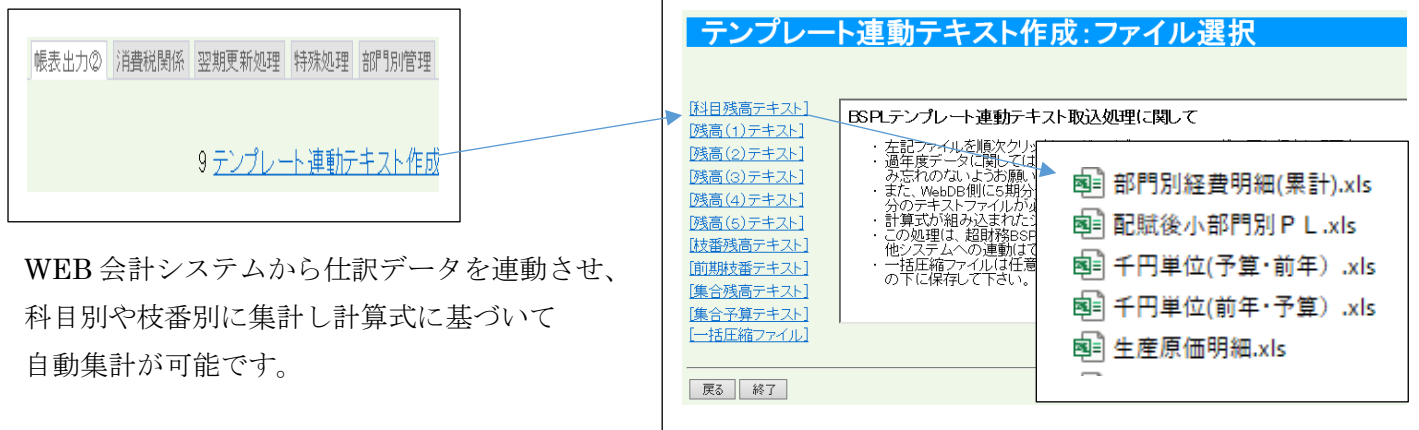 帳表出力② 消費税関係 翌期更新処理 特殊処理 部門別管理
9 テンプレート連動テキスト作成
WEB 会計システムから仕訳データを連動させ、
科目別や枝番別に集計し計算式に基づいて
自動集計が可能です。
テンプレート連動テキスト作成:ファイル選択
[科目残高テキスト]
[残高(1)テキスト]
[残高(2)テキスト]
[残高(3)テキスト]
[残高(4)テキスト]
[残高(5)テキスト]
[枝番残高テキスト]
[前期枝番テキスト]
[集合残高テキスト]
[集合予算テキスト]
[一括圧縮ファイル]
BSPLテンプレート連動テキスト取込処理に関して
・左記ファイルを順次クリッ
・過年度データに関しては
み忘れのないようお願い
・また、WebDB側に5期分
分のテキストファイルが
・計算式が組み込まれた
・この処理は、超財務BSP
他システムへの連動は
・一括圧縮ファイルは任意
の下に保存して下さい。
部門別経費明細(累計).xls
配賦後小部門別ＰＬ.xls
千円単位(予算・前年）.xls
千円単位(前年・予算）.xls
生産原価明細.xls
戻る 終了